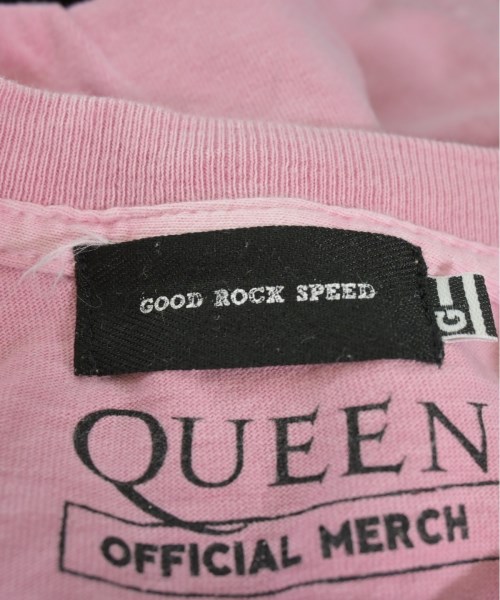 GOOD ROCK SPEED
G
QUEEN
OFFICIAL MERCH